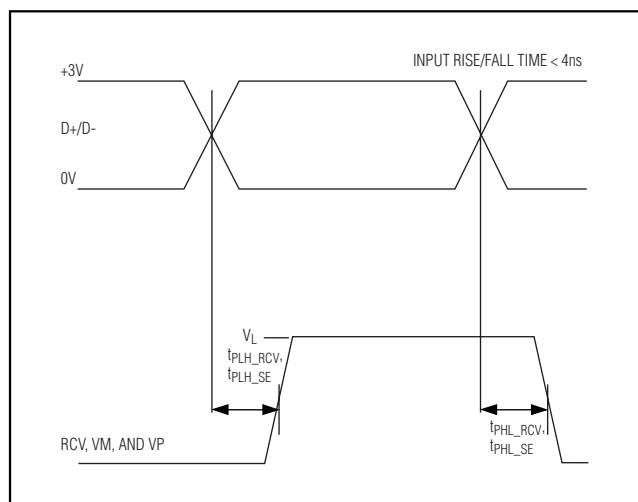 +3V
INPUT RISE/FALL TIME < 4ns
D+/D-
0V
VL
tPLH_RCV,
tPLH_SE
tPHL_RCV,
tPHL_SE
RCV, VM, AND VP